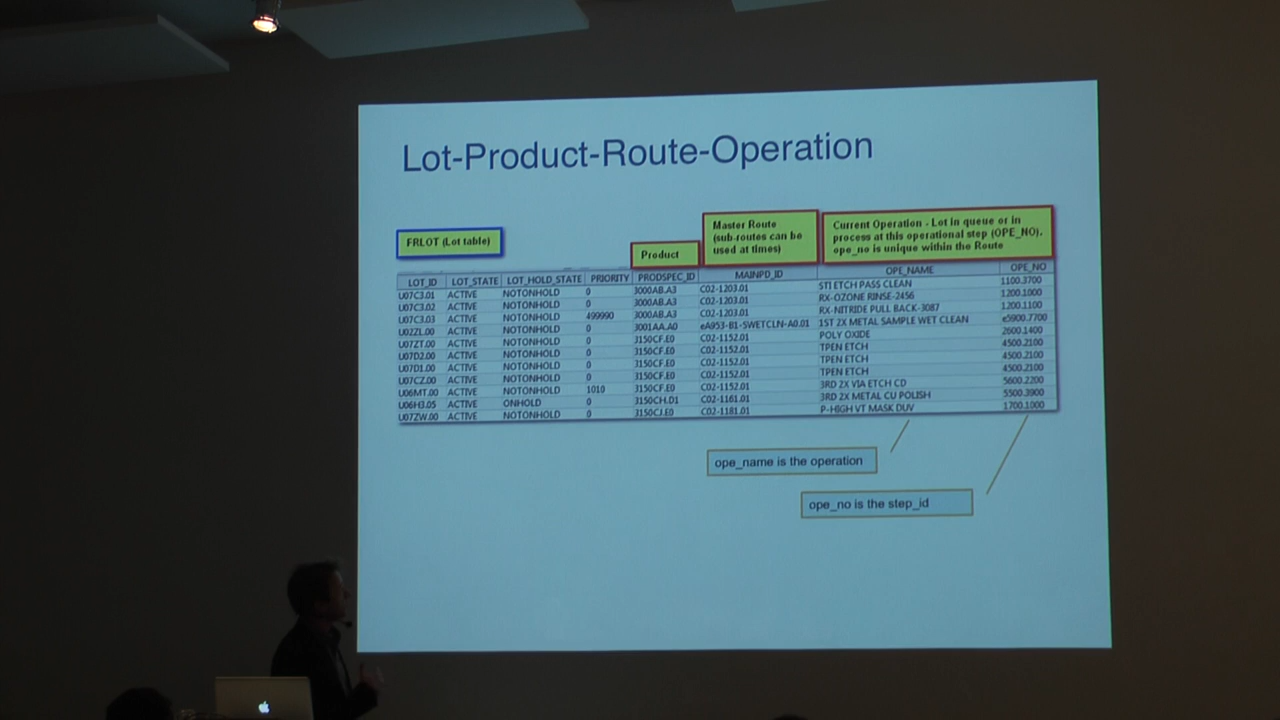 Lot-Product-Route-Operation
FRLOT (Lot table)
Product
Master Route
(sub-routes can be
used at times)
Current Operation - Lot in queue or in
process at this operational step (OPE_NO).
ope_no is unique within the Route
LOT_ID LOT_STATE LOT_HOLD_STATE PRIORITY PRODSPEC_ID MAINPD_ID OPE_NAME OPE_NO
U07C3.01 ACTIVE NOTONHOLD 0 3000AB.A3 C02-1203.01 STI ETCH PASS CLEAN 1100.3700
U07C3.02 ACTIVE NOTONHOLD 0 3000AB.A3 C02-1203.01 RX-OZONE RINSE-2456 1200.1000
U07C3.03 ACTIVE NOTONHOLD 499990 3000AB.A3 C02-1203.01 RX-NITRIDE PULL BACK-3087 1200.1100
U02ZL.00 ACTIVE NOTONHOLD 0 3001AA.A0 eA953-B1-SWETCLN-A0.01 1ST 2X METAL SAMPLE WET CLEAN e5900.7700
U07ZT.00 ACTIVE NOTONHOLD 0 3150CF.E0 C02-1152.01 POLY OXIDE 2600.1400
U07D2.00 ACTIVE NOTONHOLD 0 3150CF.E0 C02-1152.01 TPEN ETCH 4500.2100
U07D1.00 ACTIVE NOTONHOLD 0 3150CF.E0 C02-1152.01 TPEN ETCH 4500.2100
U07CZ.00 ACTIVE NOTONHOLD 0 3150CF.E0 C02-1152.01 TPEN ETCH 4500.2100
U06MT.00 ACTIVE NOTONHOLD 1010 3150CF.E0 C02-1152.01 3RD 2X VIA ETCH CD 5600.2200
U06H3.05 ACTIVE ONHOLD 0 3150CH.D1 C02-1161.01 3RD 2X METAL CU POLISH 5500.3900
U07ZW.00 ACTIVE NOTONHOLD 0 3150CJ.E0 C02-1181.01 P-HIGH VT MASK DUV 1700.1000
ope_name is the operation
ope_no is the step_id